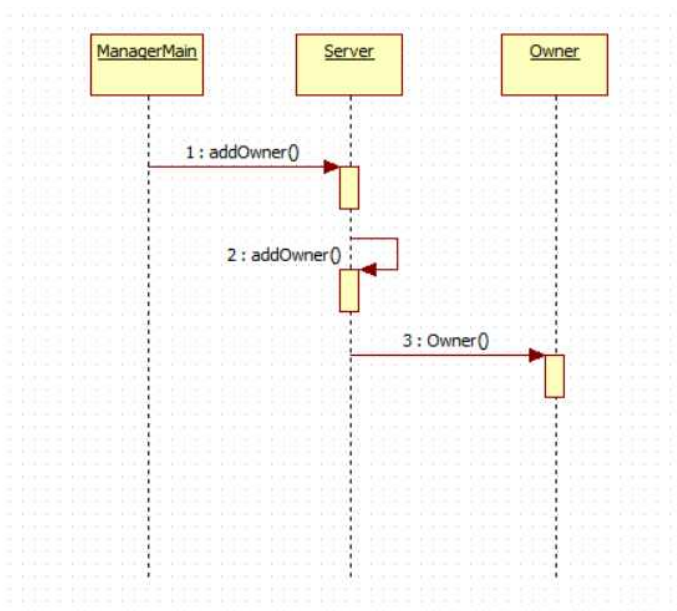 ManagerMain
Server
Owner
1 : addOwner()
2 : addOwner()
3 : Owner()